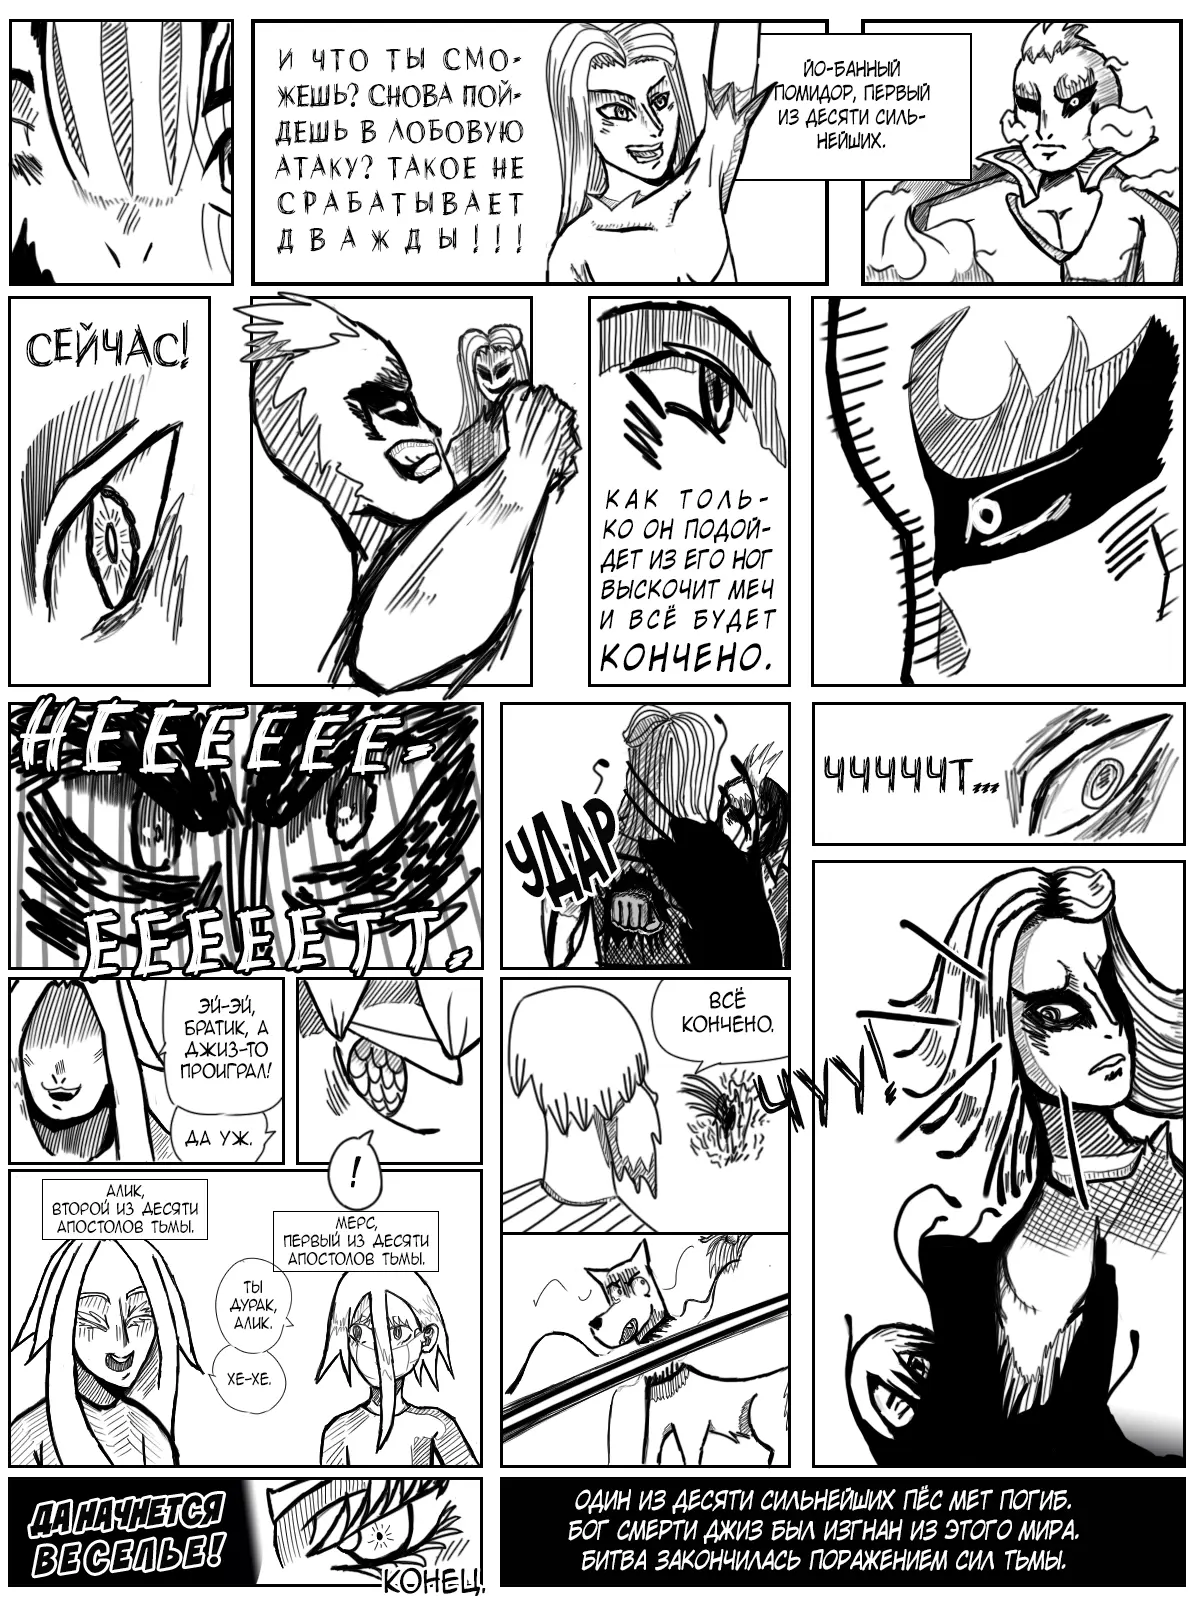 И ЧТО ТЫ СМО-
ЖЕШЬ? СНОВА ПОЙ-
ДЕШЬ В ЛОБОВУЮ
АТАКУ? ТАКОЕ НЕ
СРАБАТЫВАЕТ
ДВАЖДЫ!!!
ЙО-БАННЫЙ
ПОМИДОР, ПЕРВЫЙ
ИЗ ДЕСЯТИ СИЛЬ-
НЕЙШИХ.
СЕЙЧАС!
КАК ТОЛЬ-
КО ОН ПОДОЙ-
ДЕТ ИЗ ЕГО НОГ
ВЫСКОЧИТ МЕЧ
И ВСЁ БУДЕТ
КОНЧЕНО.
НЕЕЕЕЕЕ-
ЕЕЕЕЕТТ.
УДАР
ЧЧЧЧЧТ...
ЧУУ!
ЭЙ-ЭЙ,
БРАТИК, А
ДЖИЗ-ТО
ПРОИГРАЛ!
ДА УЖ.
!
ВСЁ
КОНЧЕНО.
АЛИК,
ВТОРОЙ ИЗ ДЕСЯТИ
АПОСТОЛОВ ТЬМЫ.
МЕРС,
ПЕРВЫЙ ИЗ ДЕСЯТИ
АПОСТОЛОВ ТЬМЫ.
ТЫ
ДУРАК,
АЛИК.
ХЕ-ХЕ.
ДА НАЧНЕТСЯ
ВЕСЕЛЬЕ!
КОНЕЦ!
ОДИН ИЗ ДЕСЯТИ СИЛЬНЕЙШИХ ПЁС МЕТ ПОГИБ.
БОГ СМЕРТИ ДЖИЗ БЫЛ ИЗГНАН ИЗ ЭТОГО МИРА.
БИТВА ЗАКОНЧИЛАСЬ ПОРАЖЕНИЕМ СИЛ ТЬМЫ.